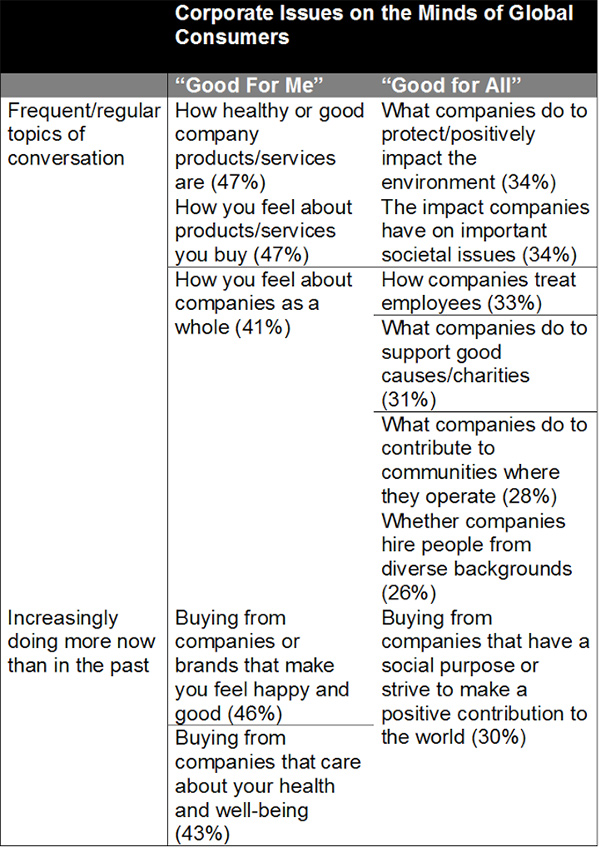 Corporate Issues on the Minds of Global
Consumers
“Good For Me”
“Good for All”
Frequent/regular
topics of
conversation
How healthy or good
company
products/services
are (47%)
How you feel about
products/services
you buy (47%)
How you feel about
companies as a
whole (41%)
What companies do to
protect/positively
impact the
environment (34%)
The impact companies
have on important
societal issues (34%)
How companies treat
employees (33%)
What companies do to
support good
causes/charities
(31%)
What companies do to
contribute to
communities where
they operate (28%)
Whether companies
hire people from
diverse backgrounds
(26%)
Increasingly
doing more now
than in the past
Buying from
companies or
brands that make
you feel happy and
good (46%)
Buying from
companies that care
about your health
and well-being
(43%)
Buying from
companies that have a
social purpose or
strive to make a
positive contribution to
the world (30%)